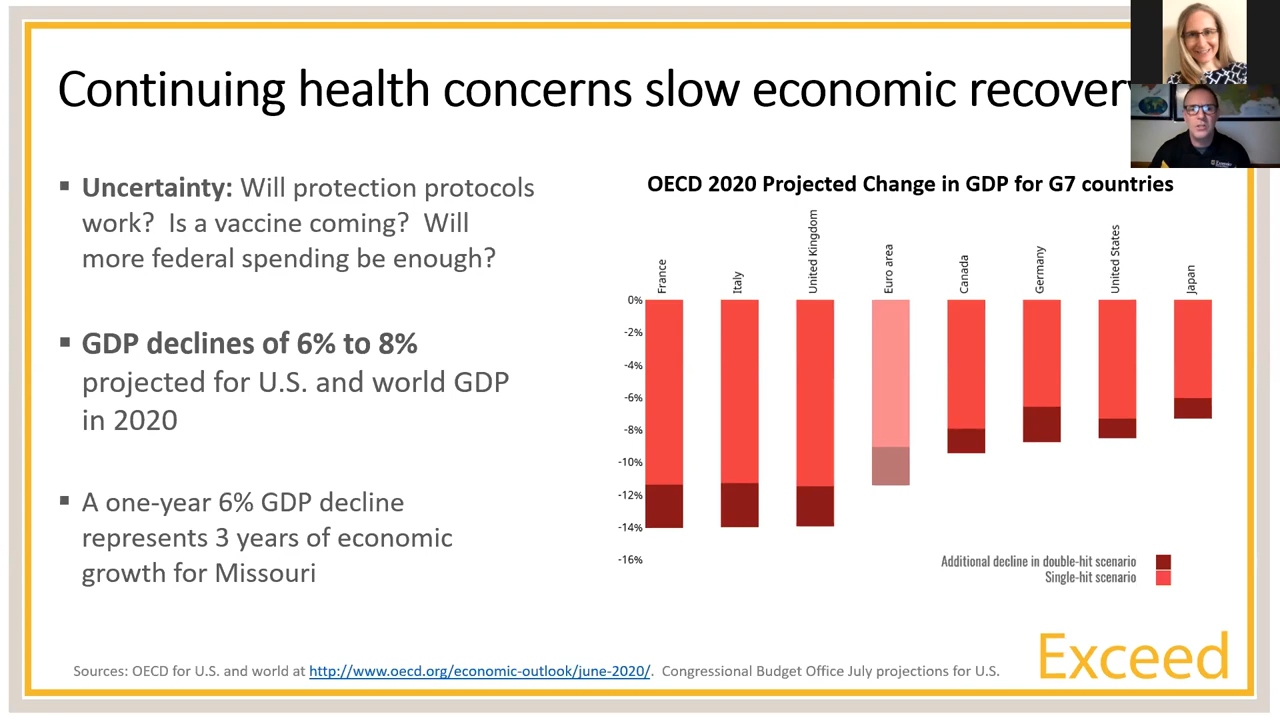 Continuing health concerns slow economic recovery
▪ Uncertainty: Will protection protocols
work? Is a vaccine coming? Will
more federal spending be enough?
▪ GDP declines of 6% to 8%
projected for U.S. and world GDP
in 2020
▪ A one-year 6% GDP decline
represents 3 years of economic
growth for Missouri
OECD 2020 Projected Change in GDP for G7 countries
France
Italy
United Kingdom
Euro area
Canada
Germany
United States
Japan
0%
-2%
-4%
-6%
-8%
-10%
-12%
-14%
-16%
Additional decline in double-hit scenario
Single-hit scenario
Sources: OECD for U.S. and world at http://www.oecd.org/economic-outlook/june-2020/. Congressional Budget Office July projections for U.S.
Exceed